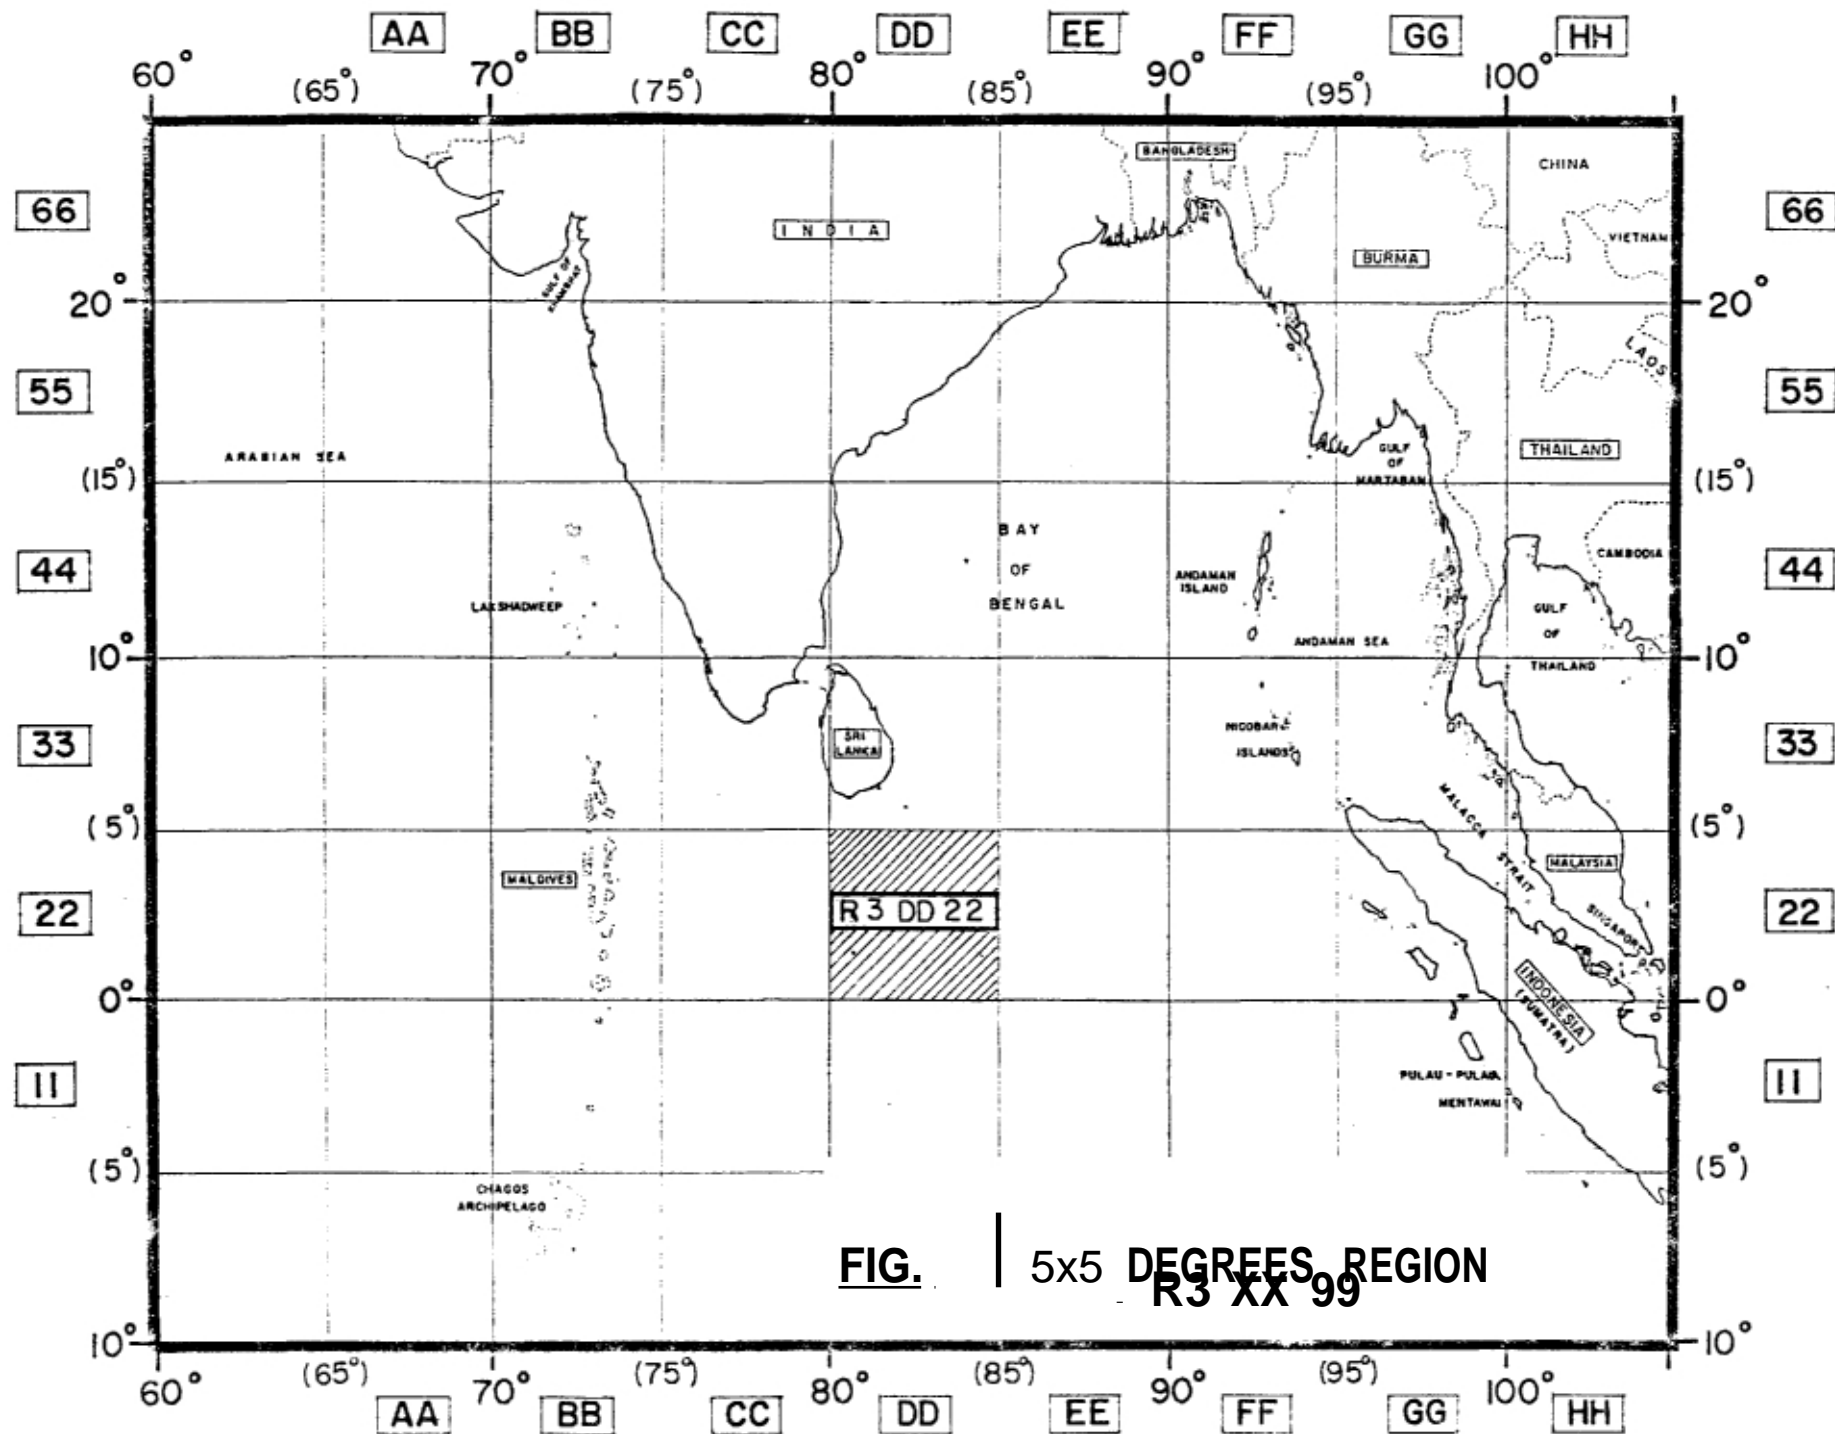 AA BB CC DD EE FF GG HH
60° 70° 80° 90° 100°
(65°) (75°) (85°) (95°)
BANGLADESH
CHINA
66 66
I N D I A
VIETNAM
BURMA
GULF OF
KHAMBHAT
20° 20°
LAOS
55 55
ARABIAN SEA
THAILAND
GULF
OF
MARTABAN
(15°) (15°)
BAY
OF
BENGAL
CAMBODIA
44 44
ANDAMAN
ISLAND
LAKSHADWEEP
GULF
OF
THAILAND
ANDAMAN SEA
10° 10°
NICOBAR
ISLANDS
SRI
LANKA
33 33
MALACCA STRAIT
(5°) (5°)
MALAYSIA
MALDIVES
22 22
R3 DD 22
SINGAPORE
INDONESIA
(SUMATRA)
0° 0°
PULAU-PULAU
MENTAWAI
11 11
(5°) (5°)
CHAGOS
ARCHIPELAGO
FIG. 5x5 DEGREES REGION
R3 XX 99
10° 10°
60° 70° 80° 90° 100°
(65°) (75°) (85°) (95°)
AA BB CC DD EE FF GG HH